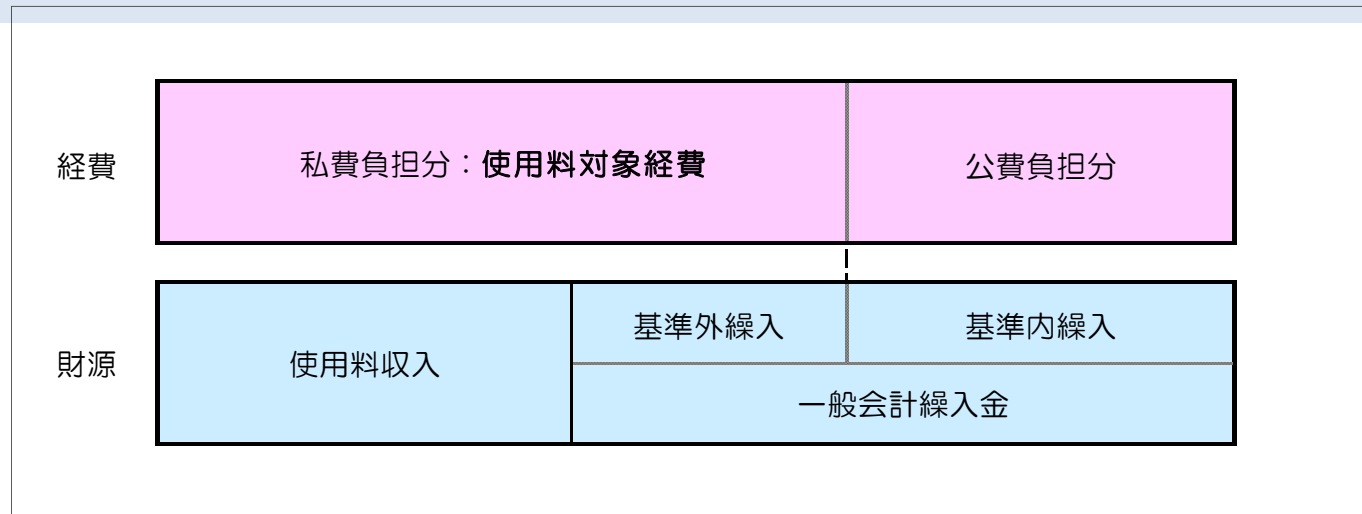 経費
私費負担分：使用料対象経費
公費負担分
財源
使用料収入
基準外繰入
基準内繰入
一般会計繰入金